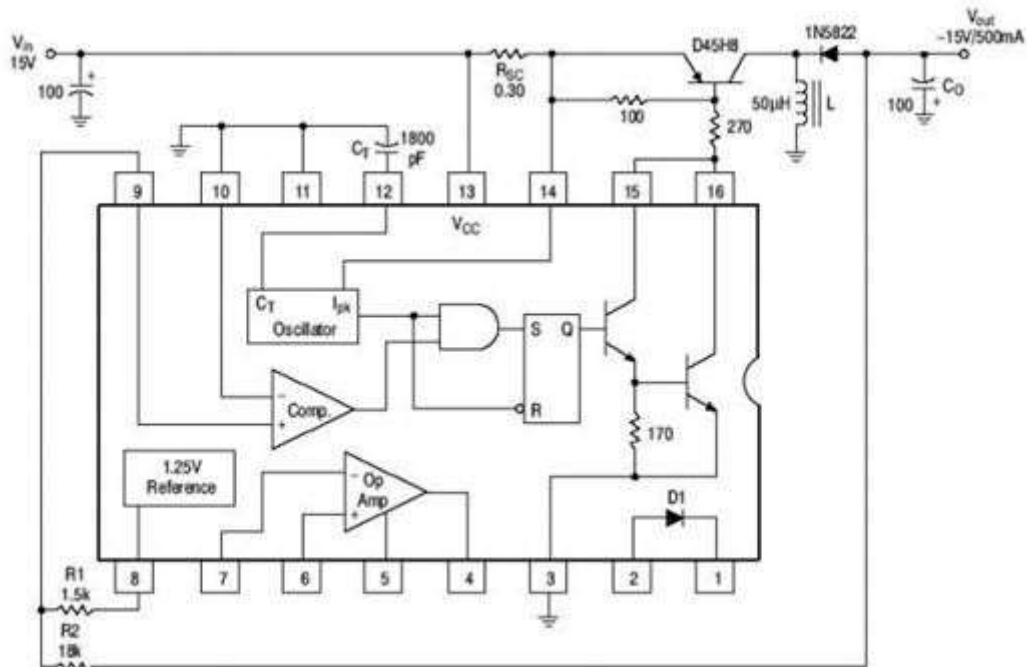 Vin
15V
100
+
RSC
0.30
D45H8
1N5822
Vout
–15V/500mA
100
50µH
L
270
100
CO
+
CT
1800
pF
9
10
11
12
13
14
15
16
VCC
CT
Ipk
Oscillator
S
Q
R
–
Comp.
+
170
1.25V
Reference
–
Op
Amp
+
D1
8
7
6
5
4
3
2
1
R1
1.5k
R2
18k